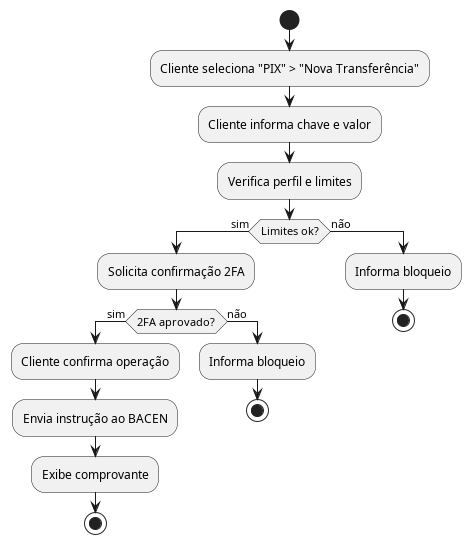 Cliente seleciona "PIX" > "Nova Transferência"
Cliente informa chave e valor
Verifica perfil e limites
sim
Limites ok?
não
Solicita confirmação 2FA
Informa bloqueio
sim
2FA aprovado?
não
Cliente confirma operação
Informa bloqueio
Envia instrução ao BACEN
Exibe comprovante